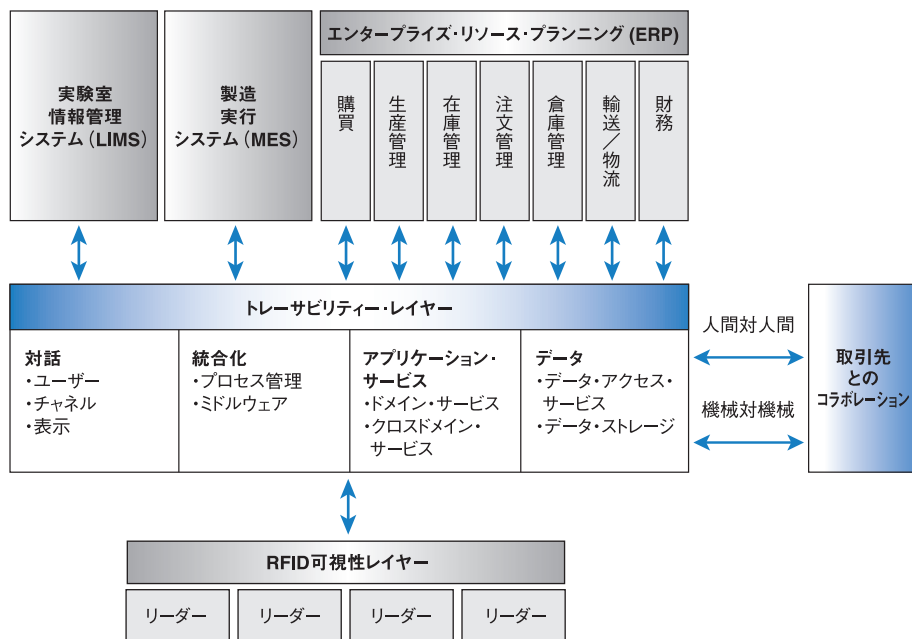 エンタープライズ・リソース・プランニング (ERP)
実験室
情報管理
システム（LIMS）
製造
実行
システム（MES）
購買
生産管理
在庫管理
注文管理
倉庫管理
輸送／物流
財務
トレーサビリティー・レイヤー
対話
・ユーザー
・チャネル
・表示
統合化
・プロセス管理
・ミドルウェア
アプリケーション・
サービス
・ドメイン・サービス
・クロスドメイン・
サービス
データ
・データ・アクセス・
サービス
・データ・ストレージ
人間対人間
機械対機械
取引先
との
コラボレーション
RFID可視性レイヤー
リーダー
リーダー
リーダー
リーダー